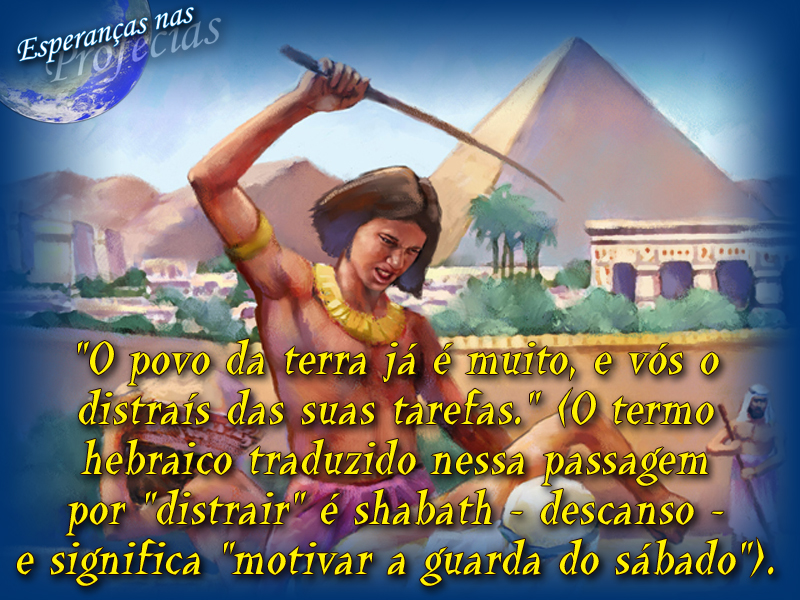 Esperanças nas
Profecias
"O povo da terra já é muito, e vós o
distraís das suas tarefas." (O termo
hebraico traduzido nessa passagem
por "distrair" é shabath - descanso -
e significa "motivar a guarda do sábado").